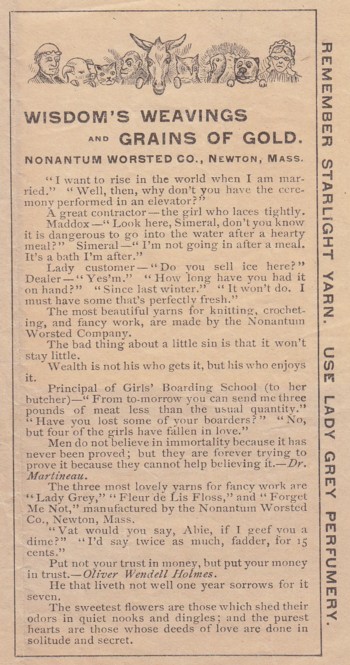 WISDOM'S WEAVINGS
AND GRAINS OF GOLD.
NONANTUM WORSTED CO., NEWTON, MASS.
"I want to rise in the world when I am mar-
ried." "Well, then, why don't you have the cere-
mony performed in an elevator?"
A great contractor—the girl who laces tightly.
Maddox—"Look here, Simeral, don't you know
it is dangerous to go into the water after a hearty
meal?" Simeral—"I'm not going in after a meal.
It's a bath I'm after."
Lady customer—"Do you sell ice here?"
Dealer—"Yes'm." "How long have you had it
on hand?" "Since last winter." "It won't do. I
must have some that's perfectly fresh."
The most beautiful yarns for knitting, crochet-
ing, and fancy work, are made by the Nonantum
Worsted Company.
The bad thing about a little sin is that it won't
stay little.
Wealth is not his who gets it, but his who enjoys
it.
Principal of Girls' Boarding School (to her
butcher)—"From to-morrow you can send me three
pounds of meat less than the usual quantity."
"Have you lost some of your boarders?" "No,
but four of the girls have fallen in love."
Men do not believe in immortality because it has
never been proved; but they are forever trying to
prove it because they cannot help believing it.—Dr.
Martineau.
The three most lovely yarns for fancy work are
"Lady Grey," "Fleur de Lis Floss," and "Forget
Me Not," manufactured by the Nonantum Worsted
Co., Newton, Mass.
"Vat would you say, Abie, if I geef you a
dime?" "I'd say twice as much, fadder, for 15
cents."
Put not your trust in money, but put your money
in trust.—Oliver Wendell Holmes.
He that liveth not well one year sorrows for it
seven.
The sweetest flowers are those which shed their
odors in quiet nooks and dingles; and the purest
hearts are those whose deeds of love are done in
solitude and secret.
REMEMBER STARLIGHT YARN. USE LADY GREY PERFUMERY.